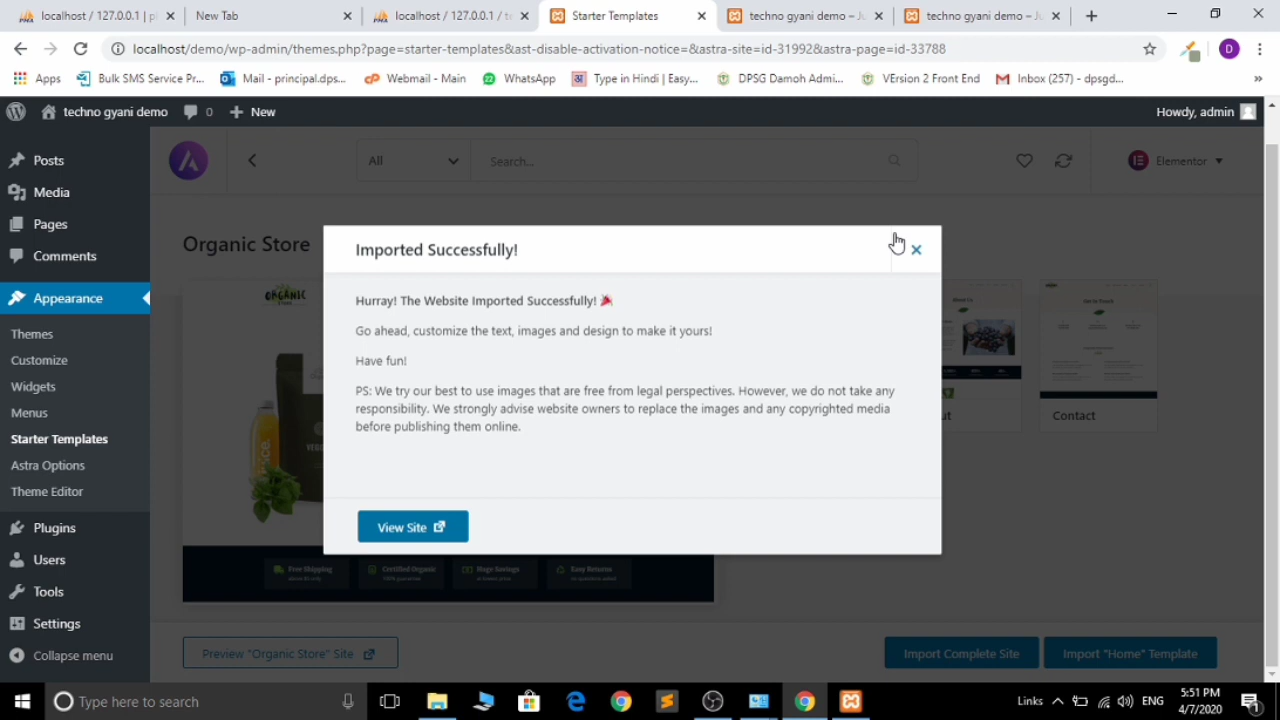 localhost / 127.0.0.1 / pl
New Tab
localhost / 127.0.0.1 / te
Starter Templates
techno gyani demo – Ju
techno gyani demo – Ju
localhost/demo/wp-admin/themes.php?page=starter-templates&ast-disable-activation-notice=&astra-site=id-31992&astra-page=id-33788
D
Apps
Bulk SMS Service Pr...
Mail - principal.dps...
Webmail - Main
WhatsApp
Type in Hindi | Easy...
DPSG Damoh Admi...
VErsion 2 Front End
Inbox (257) - dpsgd...
»
techno gyani demo
0
New
Howdy, admin
Posts
Media
Pages
Comments
Appearance
Themes
Customize
Widgets
Menus
Starter Templates
Astra Options
Theme Editor
Plugins
Users
Tools
Settings
Collapse menu
All
Search...
Elementor
Organic Store
ORGANIC
Imported Successfully!
Hurray! The Website Imported Successfully! 🎉
Go ahead, customize the text, images and design to make it yours!
Have fun!
PS: We try our best to use images that are free from legal perspectives. However, we do not take any
responsibility. We strongly advise website owners to replace the images and any copyrighted media
before publishing them online.
View Site
About Us
Get In Touch
Contact
Free Shipping
Certified Organic
Huge Savings
Easy Returns
Preview "Organic Store" Site
Import Complete Site
Import "Home" Template
Type here to search
Links
ENG
5:51 PM
4/7/2020
1